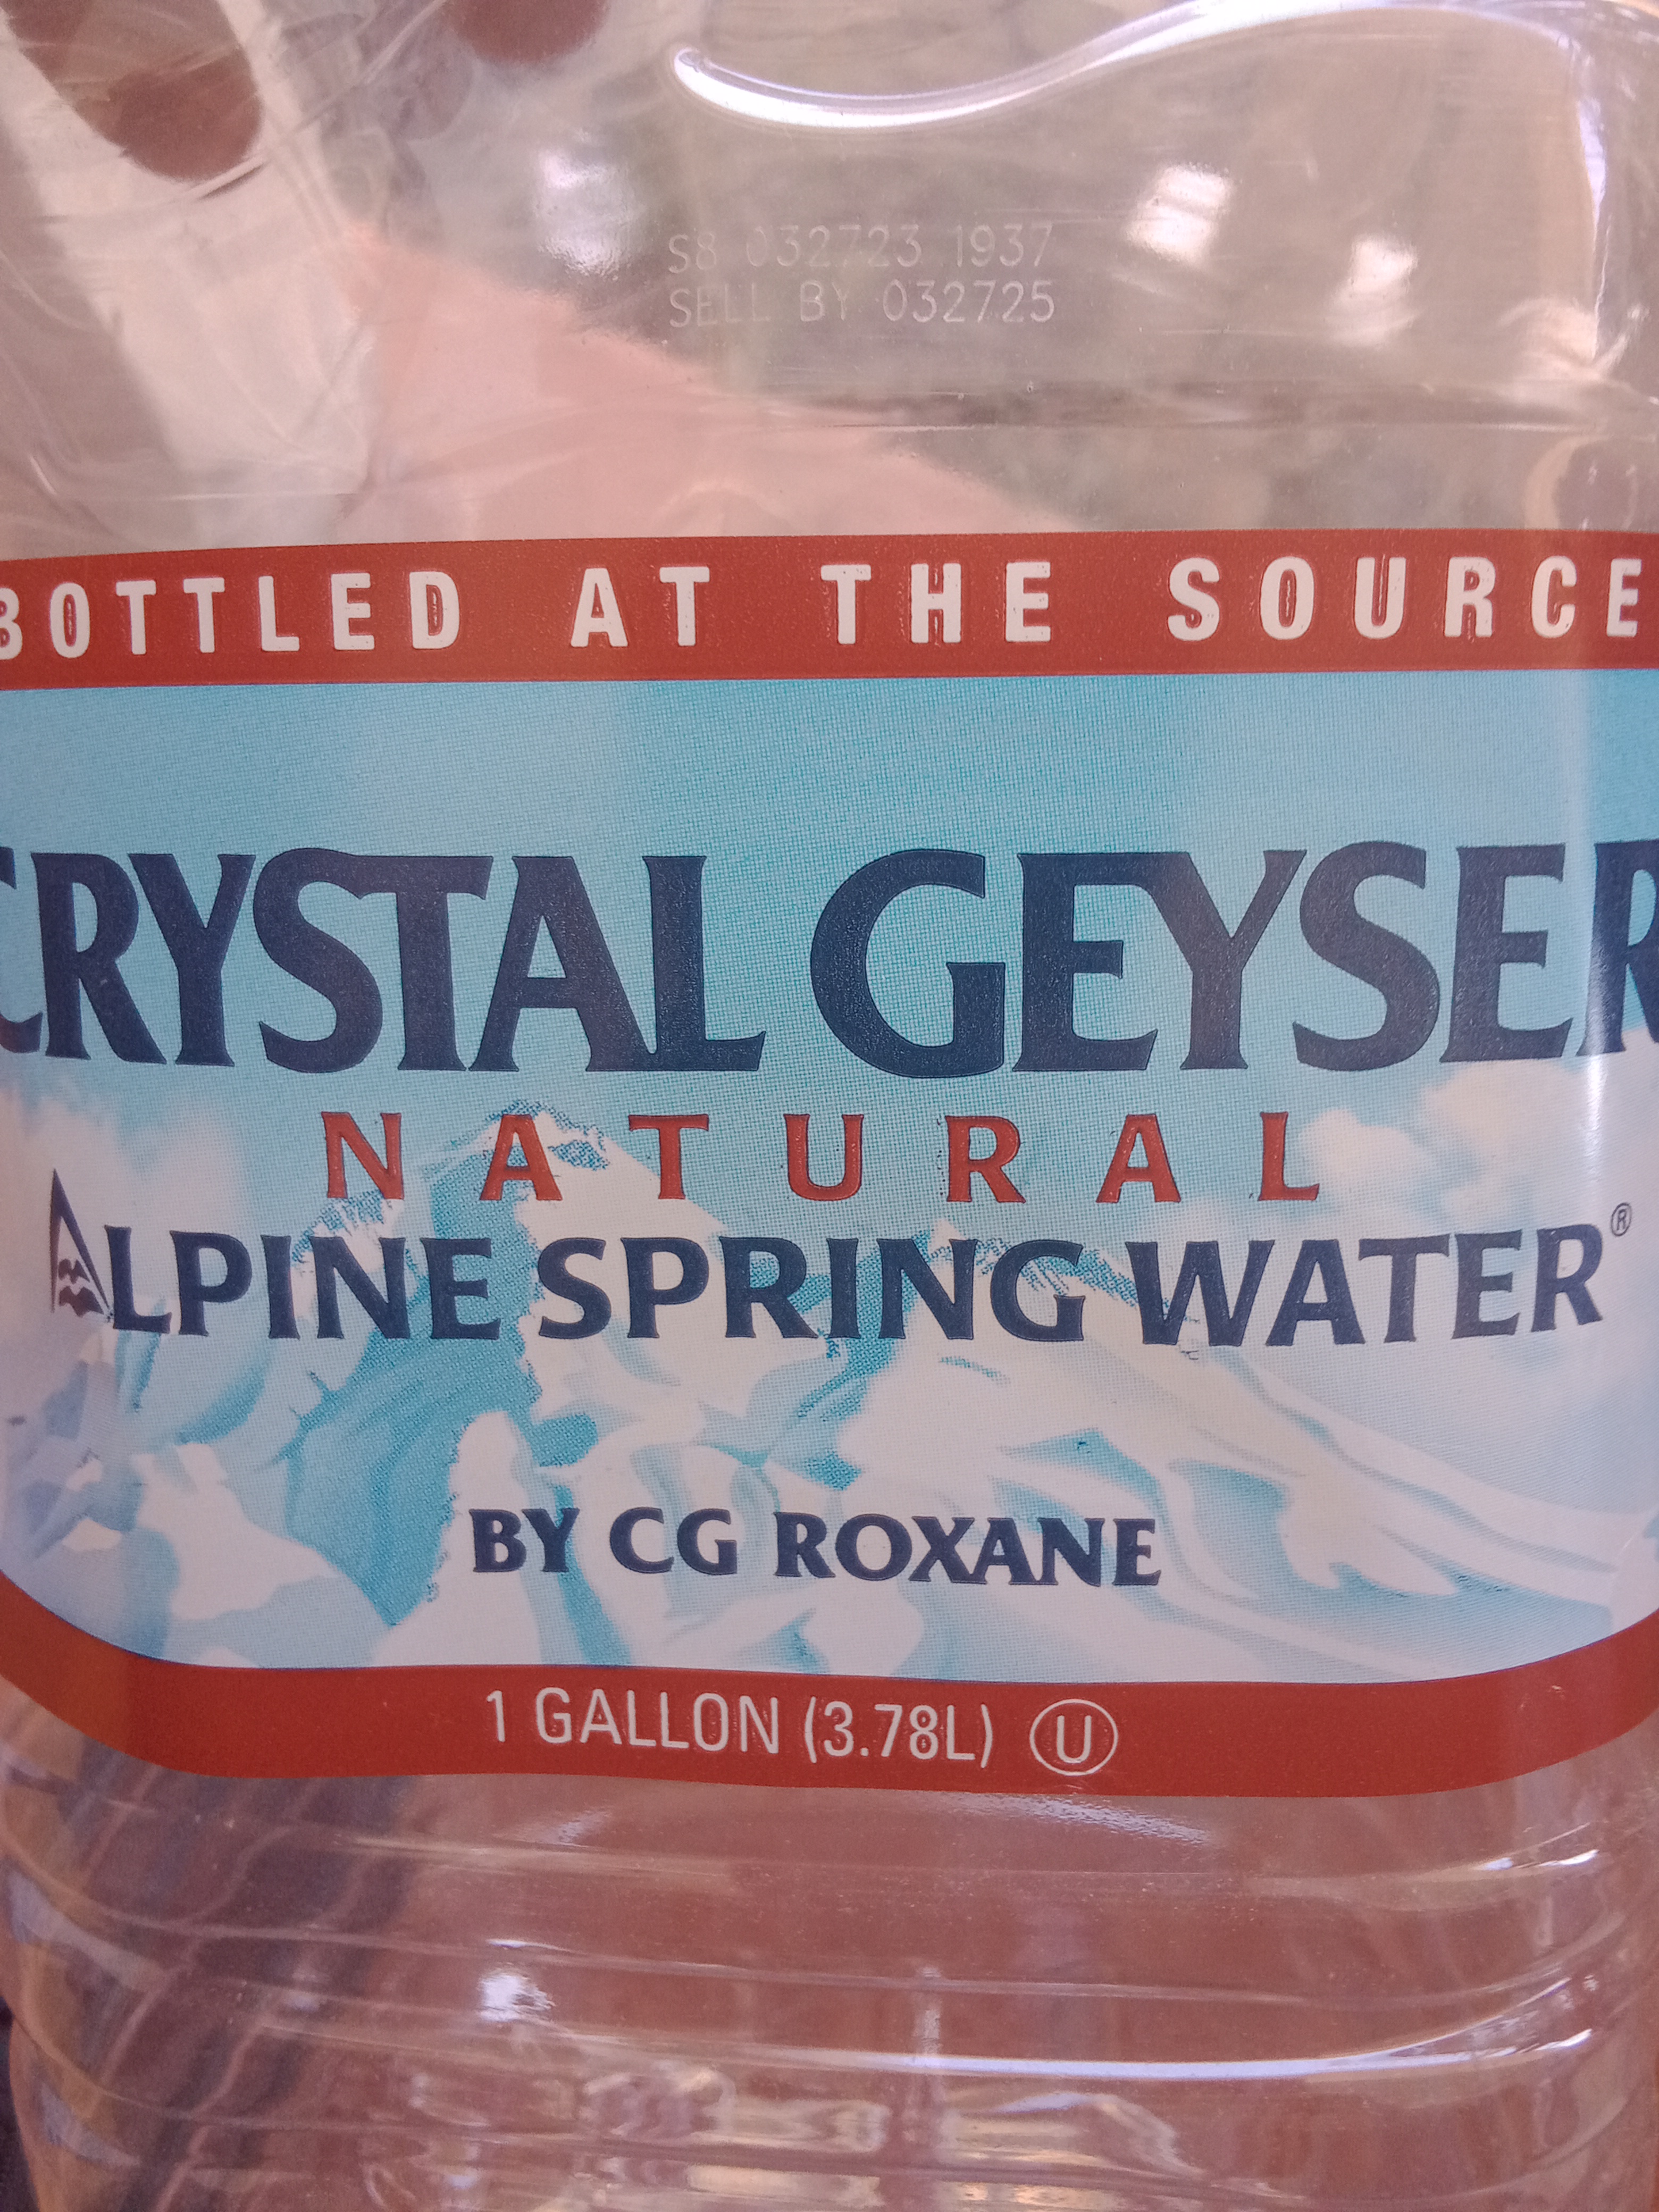 S8 032723 1937
SELL BY 032725
BOTTLED AT THE SOURCE
CRYSTAL GEYSER
NATURAL
ALPINE SPRING WATER®
BY CG ROXANE
1 GALLON (3.78L) Ⓤ